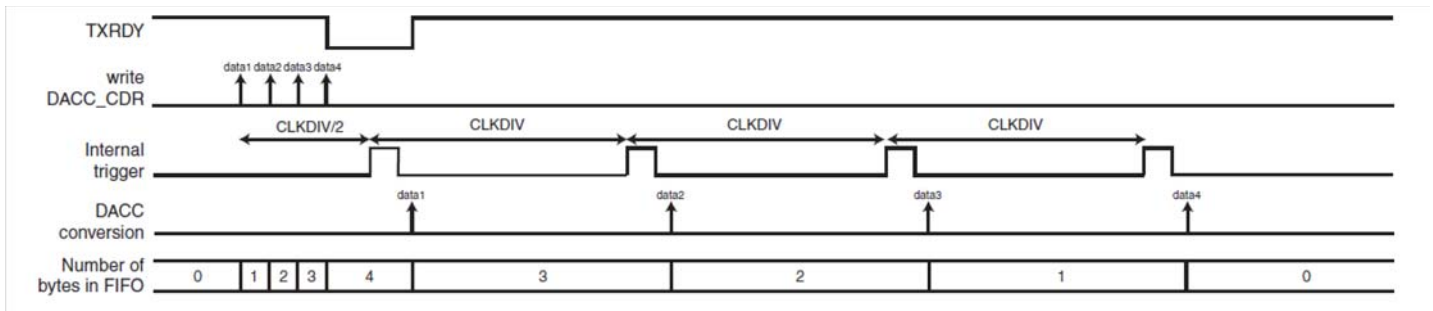 TXRDY
data1 data2 data3 data4
write
DACC_CDR
CLKDIV/2 CLKDIV CLKDIV CLKDIV
Internal
trigger
data1 data2 data3 data4
DACC
conversion
Number of
bytes in FIFO
0 1 2 3 4 3 2 1 0